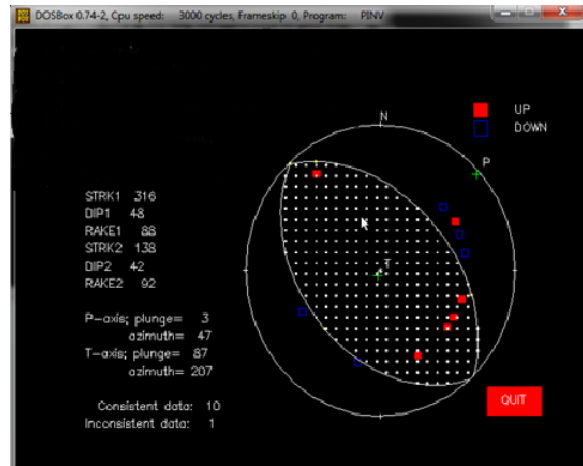 DOSBox 0.74-2, Cpu speed: 3000 cycles, Frameskip 0, Program: PINV
UP
DOWN
N
P
STRK1 316
DIP1 48
RAKE1 88
STRK2 138
DIP2 42
RAKE2 92
T
P-axis; plunge= 3
azimuth= 47
T-axis; plunge= 87
azimuth= 207
Consistent data: 10
Inconsistent data: 1
QUIT